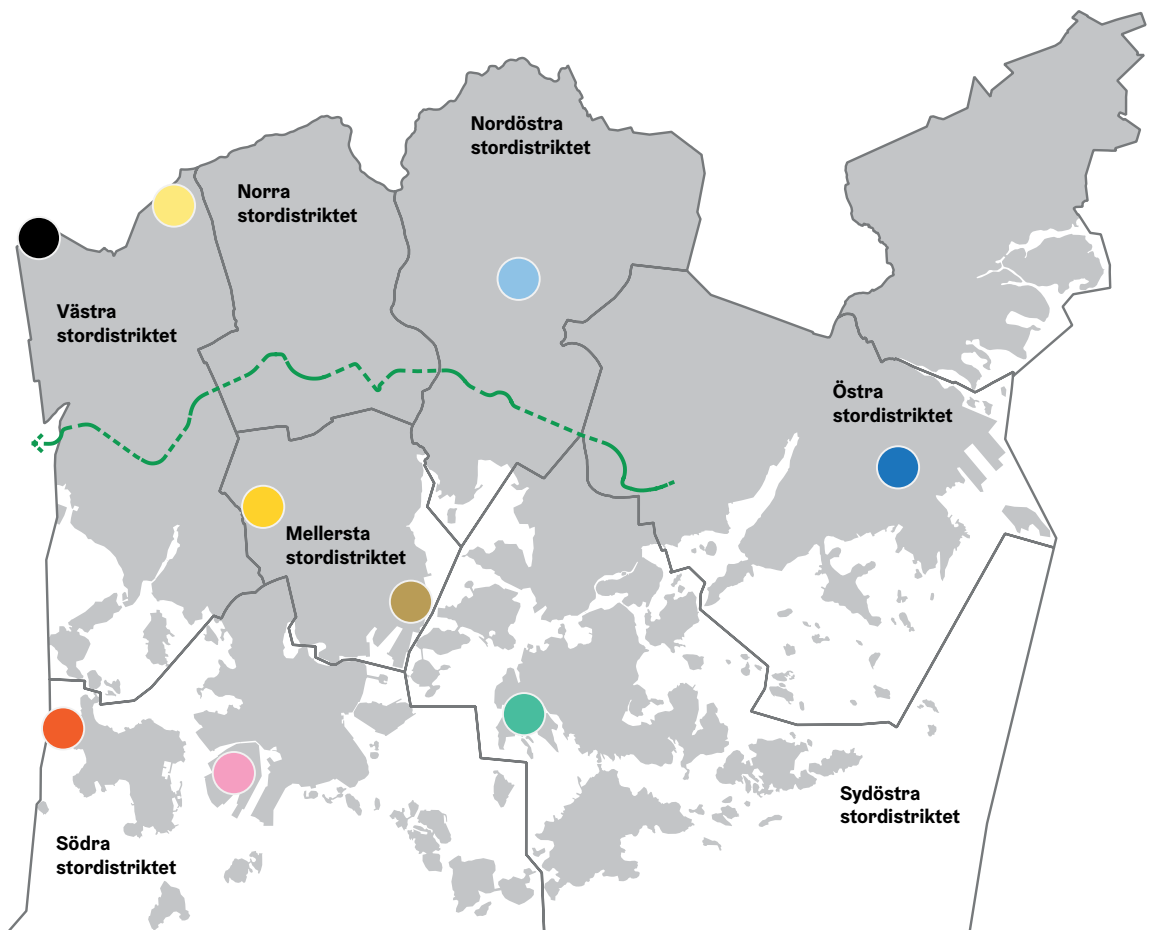 Nordöstra
stordistriktet
Norra
stordistriktet
Västra
stordistriktet
Östra
stordistriktet
Mellersta
stordistriktet
Sydöstra
stordistriktet
Södra
stordistriktet